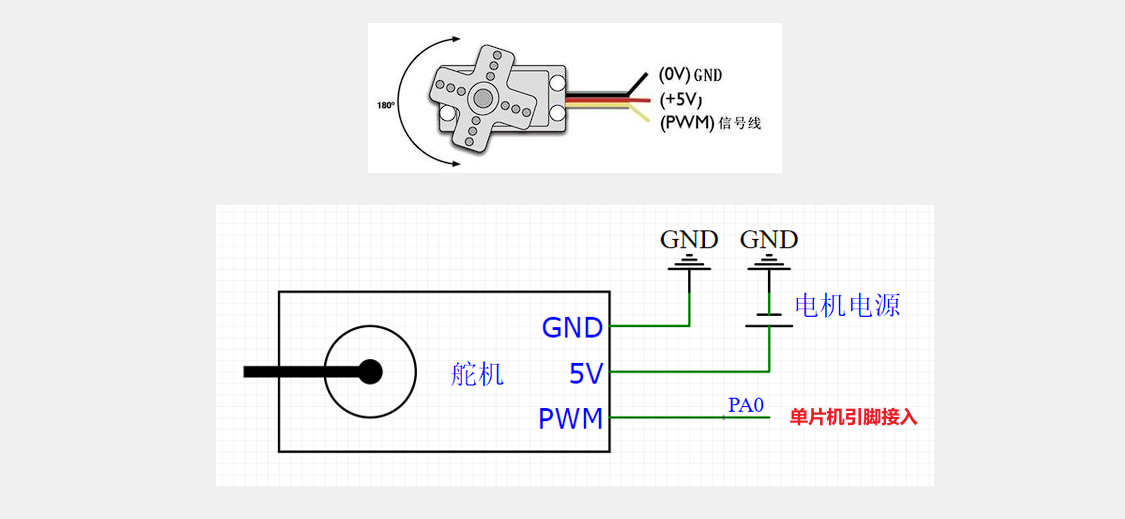 (0V) GND
180°
(+5V)
(PWM) 信号线
GND GND
电机电源
GND
舵机
5V
PA0
PWM
单片机引脚接入